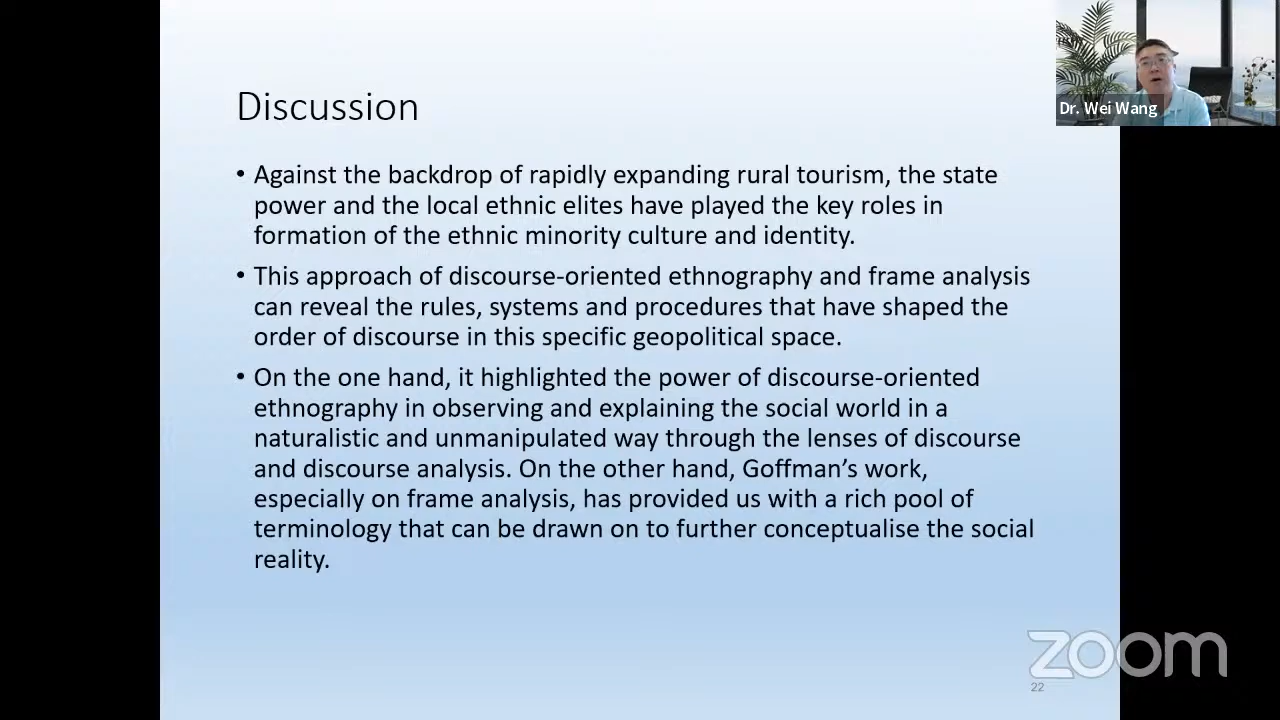 Discussion
• Against the backdrop of rapidly expanding rural tourism, the state
power and the local ethnic elites have played the key roles in
formation of the ethnic minority culture and identity.
• This approach of discourse-oriented ethnography and frame analysis
can reveal the rules, systems and procedures that have shaped the
order of discourse in this specific geopolitical space.
• On the one hand, it highlighted the power of discourse-oriented
ethnography in observing and explaining the social world in a
naturalistic and unmanipulated way through the lenses of discourse
and discourse analysis. On the other hand, Goffman’s work,
especially on frame analysis, has provided us with a rich pool of
terminology that can be drawn on to further conceptualise the social
reality.
Dr. Wei Wang
zoom
22